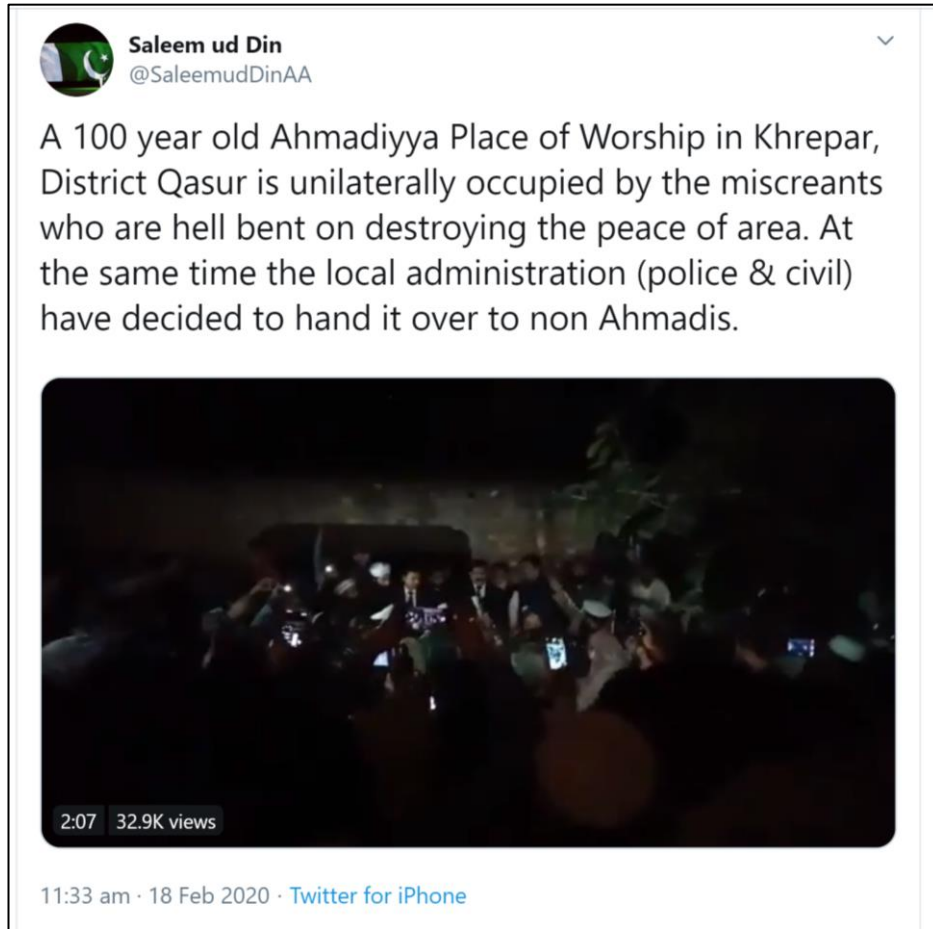 Saleem ud Din
@SaleemudDinAA
A 100 year old Ahmadiyya Place of Worship in Khrepar,
District Qasur is unilaterally occupied by the miscreants
who are hell bent on destroying the peace of area. At
the same time the local administration (police & civil)
have decided to hand it over to non Ahmadis.
2:07 32.9K views
11:33 am · 18 Feb 2020 · Twitter for iPhone